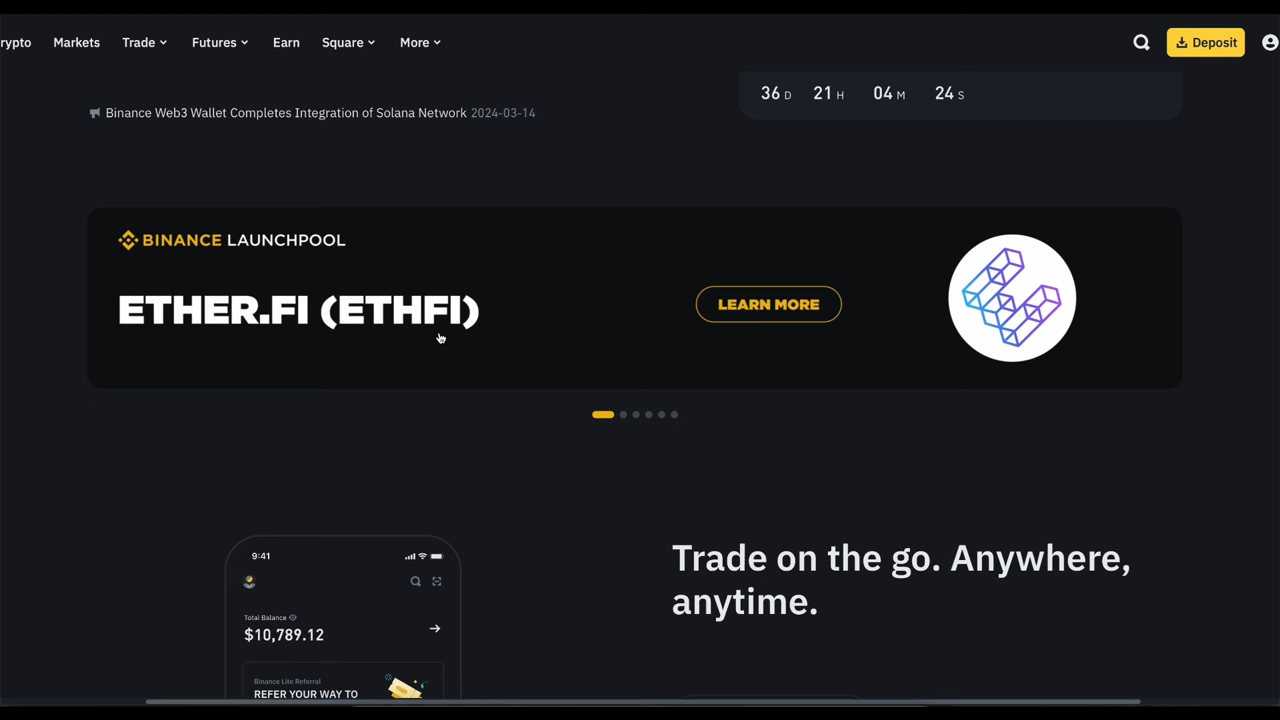 rypto Markets Trade Futures Earn Square More Deposit
36 D 21 H 04 M 24 S
Binance Web3 Wallet Completes Integration of Solana Network 2024-03-14
BINANCE LAUNCHPOOL
ETHER.FI (ETHFI)
LEARN MORE
9:41
Total Balance
$10,789.12
Binance Lite Referral
REFER YOUR WAY TO
Trade on the go. Anywhere,
anytime.